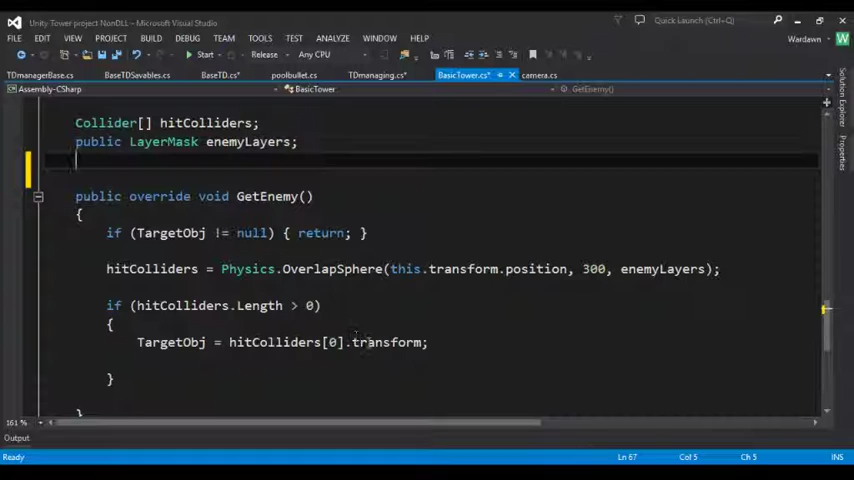 Unity Tower project NonDLL - Microsoft Visual Studio
Quick Launch (Ctrl+Q)
FILE EDIT VIEW PROJECT BUILD DEBUG TEAM TOOLS TEST ANALYZE WINDOW HELP Wardawn W
Start Release Any CPU
TDmanagerBase.cs BaseTDSavables.cs BaseTD.cs* poolbullet.cs TDmanaging.cs* BasicTower.cs* camera.cs
Assembly-CSharp BasicTower GetEnemy()
Solution Explorer
Properties
Collider[] hitColliders;
public LayerMask enemyLayers;
public override void GetEnemy()
{
if (TargetObj != null) { return; }
hitColliders = Physics.OverlapSphere(this.transform.position, 300, enemyLayers);
if (hitColliders.Length > 0)
{
TargetObj = hitColliders[0].transform;
}
}
161 %
Output
Ready Ln 67 Col 5 Ch 5 INS